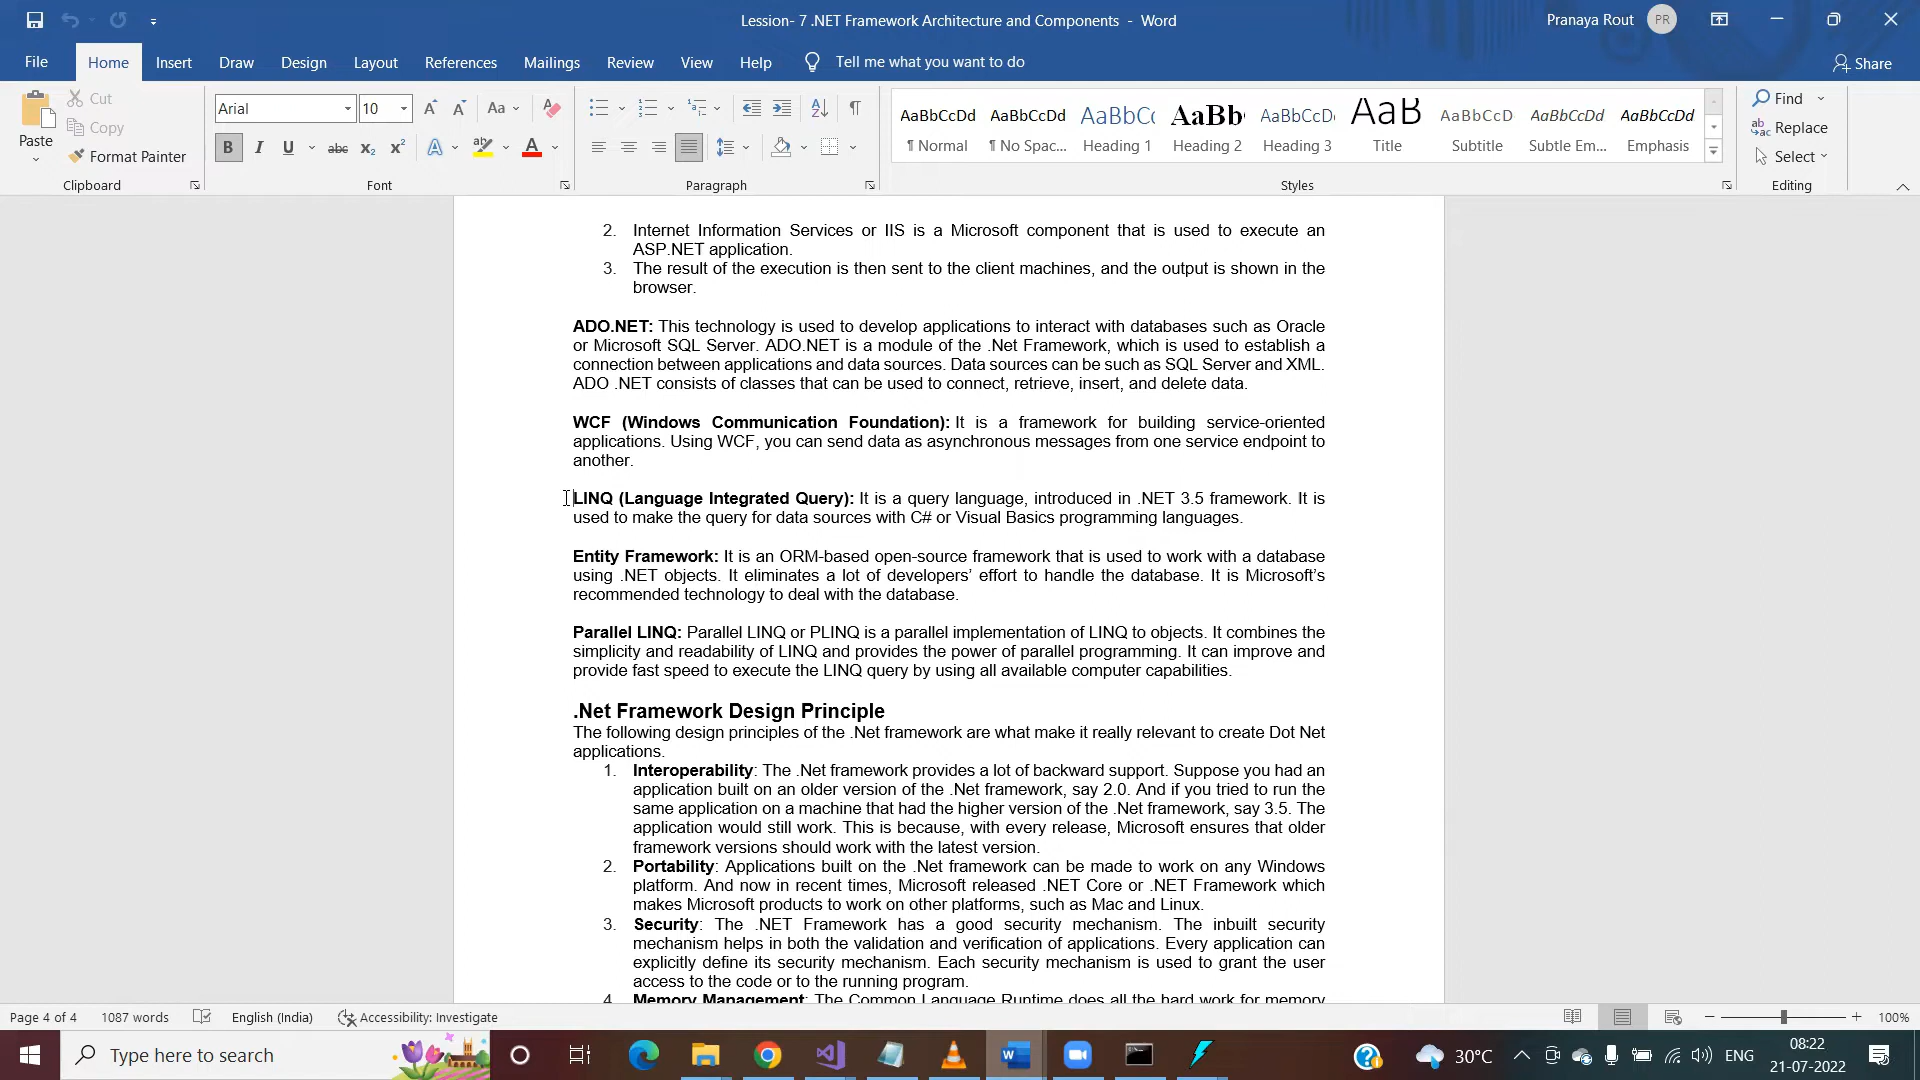 Lession- 7 .NET Framework Architecture and Components - Word
Pranaya Rout PR
File Home Insert Draw Design Layout References Mailings Review View Help Tell me what you want to do Share
Paste
Cut
Copy
Format Painter
Clipboard
Arial 10
Font
Paragraph
AaBbCcDd ¶ Normal
AaBbCcDd ¶ No Spac...
AaBbCc Heading 1
AaBb Heading 2
AaBbCcD Heading 3
AaB Title
AaBbCcD Subtitle
AaBbCcDd Subtle Em...
AaBbCcDd Emphasis
Styles
Find
Replace
Select
Editing
2. Internet Information Services or IIS is a Microsoft component that is used to execute an
ASP.NET application.
3. The result of the execution is then sent to the client machines, and the output is shown in the
browser.
ADO.NET: This technology is used to develop applications to interact with databases such as Oracle
or Microsoft SQL Server. ADO.NET is a module of the .Net Framework, which is used to establish a
connection between applications and data sources. Data sources can be such as SQL Server and XML.
ADO .NET consists of classes that can be used to connect, retrieve, insert, and delete data.
WCF (Windows Communication Foundation): It is a framework for building service-oriented
applications. Using WCF, you can send data as asynchronous messages from one service endpoint to
another.
LINQ (Language Integrated Query): It is a query language, introduced in .NET 3.5 framework. It is
used to make the query for data sources with C# or Visual Basics programming languages.
Entity Framework: It is an ORM-based open-source framework that is used to work with a database
using .NET objects. It eliminates a lot of developers’ effort to handle the database. It is Microsoft’s
recommended technology to deal with the database.
Parallel LINQ: Parallel LINQ or PLINQ is a parallel implementation of LINQ to objects. It combines the
simplicity and readability of LINQ and provides the power of parallel programming. It can improve and
provide fast speed to execute the LINQ query by using all available computer capabilities.
.Net Framework Design Principle
The following design principles of the .Net framework are what make it really relevant to create Dot Net
applications.
1. Interoperability: The .Net framework provides a lot of backward support. Suppose you had an
application built on an older version of the .Net framework, say 2.0. And if you tried to run the
same application on a machine that had the higher version of the .Net framework, say 3.5. The
application would still work. This is because, with every release, Microsoft ensures that older
framework versions should work with the latest version.
2. Portability: Applications built on the .Net framework can be made to work on any Windows
platform. And now in recent times, Microsoft released .NET Core or .NET Framework which
makes Microsoft products to work on other platforms, such as Mac and Linux.
3. Security: The .NET Framework has a good security mechanism. The inbuilt security
mechanism helps in both the validation and verification of applications. Every application can
explicitly define its security mechanism. Each security mechanism is used to grant the user
access to the code or to the running program.
4. Memory Management: The Common Language Runtime does all the hard work for memory
Page 4 of 4 1087 words English (India) Accessibility: Investigate 100%
Type here to search 30°C ENG
08:22
21-07-2022